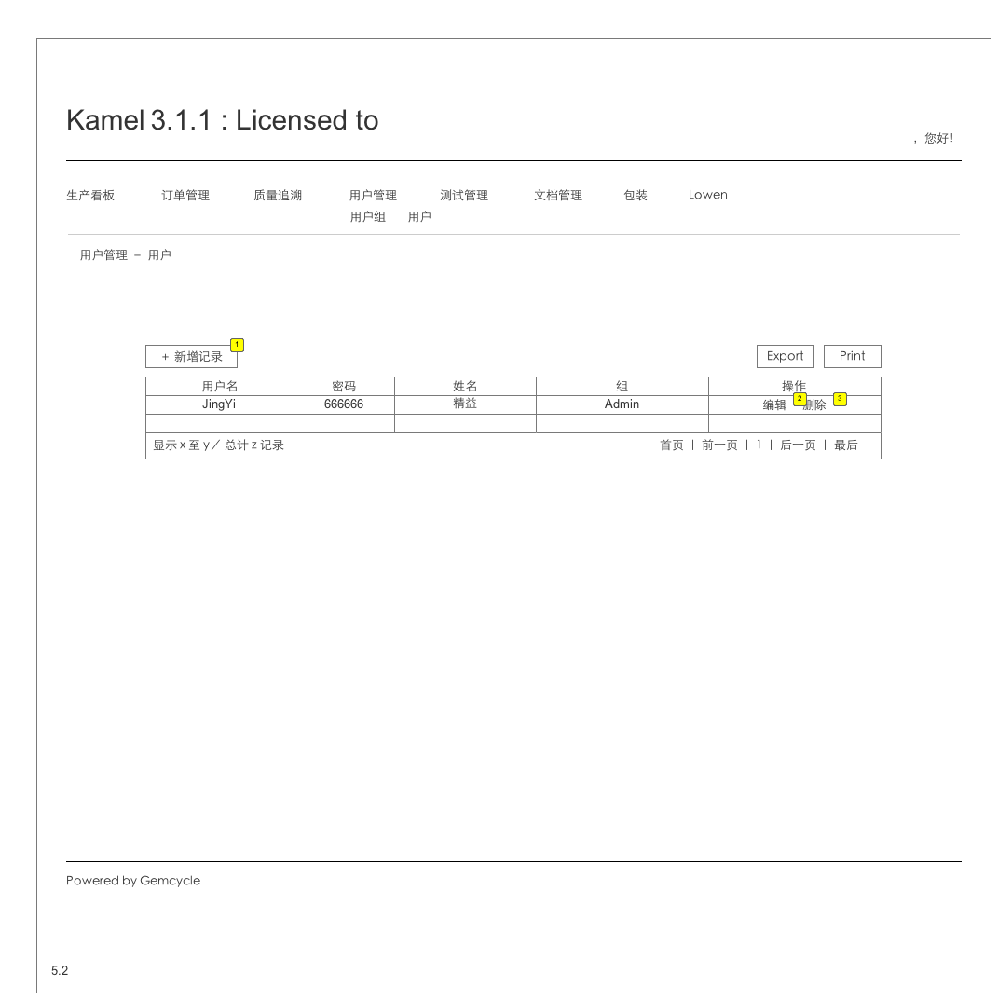 Kamel 3.1.1 : Licensed to
，您好!
生产看板 订单管理 质量追溯 用户管理 测试管理 文档管理 包装 Lowen
用户组 用户
用户管理 – 用户
+ 新增记录 1 Export Print
用户名 密码 姓名 组 操作
JingYi 666666 精益 Admin 编辑 2 删除 3
显示 x 至 y／ 总计 z 记录 首页 | 前一页 | 1 | 后一页 | 最后
Powered by Gemcycle
5.2